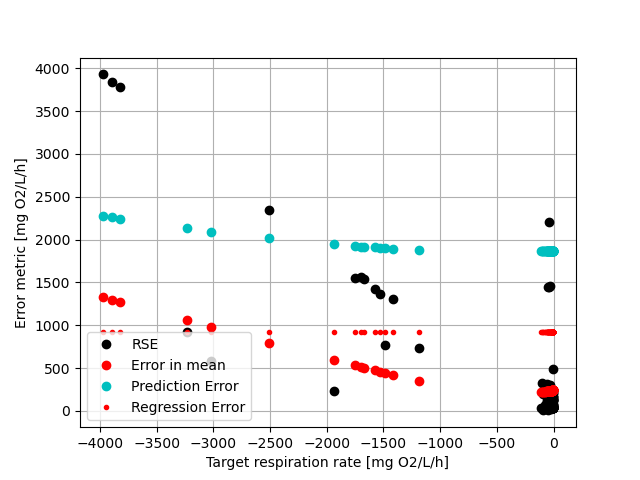 4000
3500
3000
2500
2000
1500
1000
500
0
Error metric [mg O2/L/h]
RSE
Error in mean
Prediction Error
Regression Error
−4000 −3500 −3000 −2500 −2000 −1500 −1000 −500 0
Target respiration rate [mg O2/L/h]